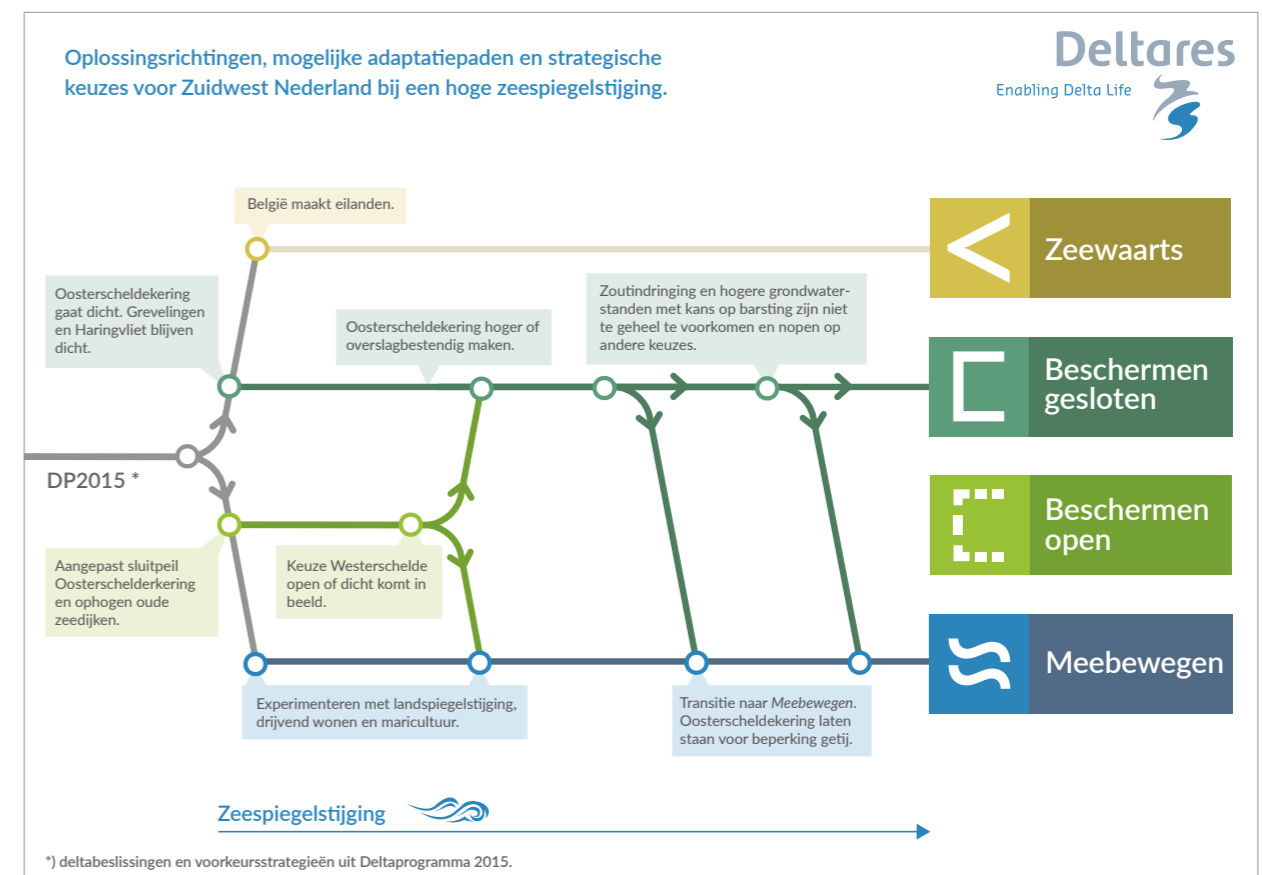 Oplossingsrichtingen, mogelijke adaptatiepaden en strategische
keuzes voor Zuidwest Nederland bij een hoge zeespiegelstijging.
Deltares
Enabling Delta Life
België maakt eilanden.
Zeewaarts
Oosterscheldekering
gaat dicht. Grevelingen
en Haringvliet blijven
dicht.
Oosterscheldekering hoger of
overslagbestendig maken.
Zoutindringing en hogere grondwater-
standen met kans op barsting zijn niet
te geheel te voorkomen en nopen op
andere keuzes.
Beschermen
gesloten
DP2015 *
Aangepast sluitpeil
Oosterschelderkering
en ophogen oude
zeedijken.
Keuze Westerschelde
open of dicht komt in
beeld.
Beschermen
open
Experimenteren met landspiegelstijging,
drijvend wonen en maricultuur.
Transitie naar Meebewegen.
Oosterscheldekering laten
staan voor beperking getij.
Meebewegen
Zeespiegelstijging
*) deltabeslissingen en voorkeursstrategieën uit Deltaprogramma 2015.